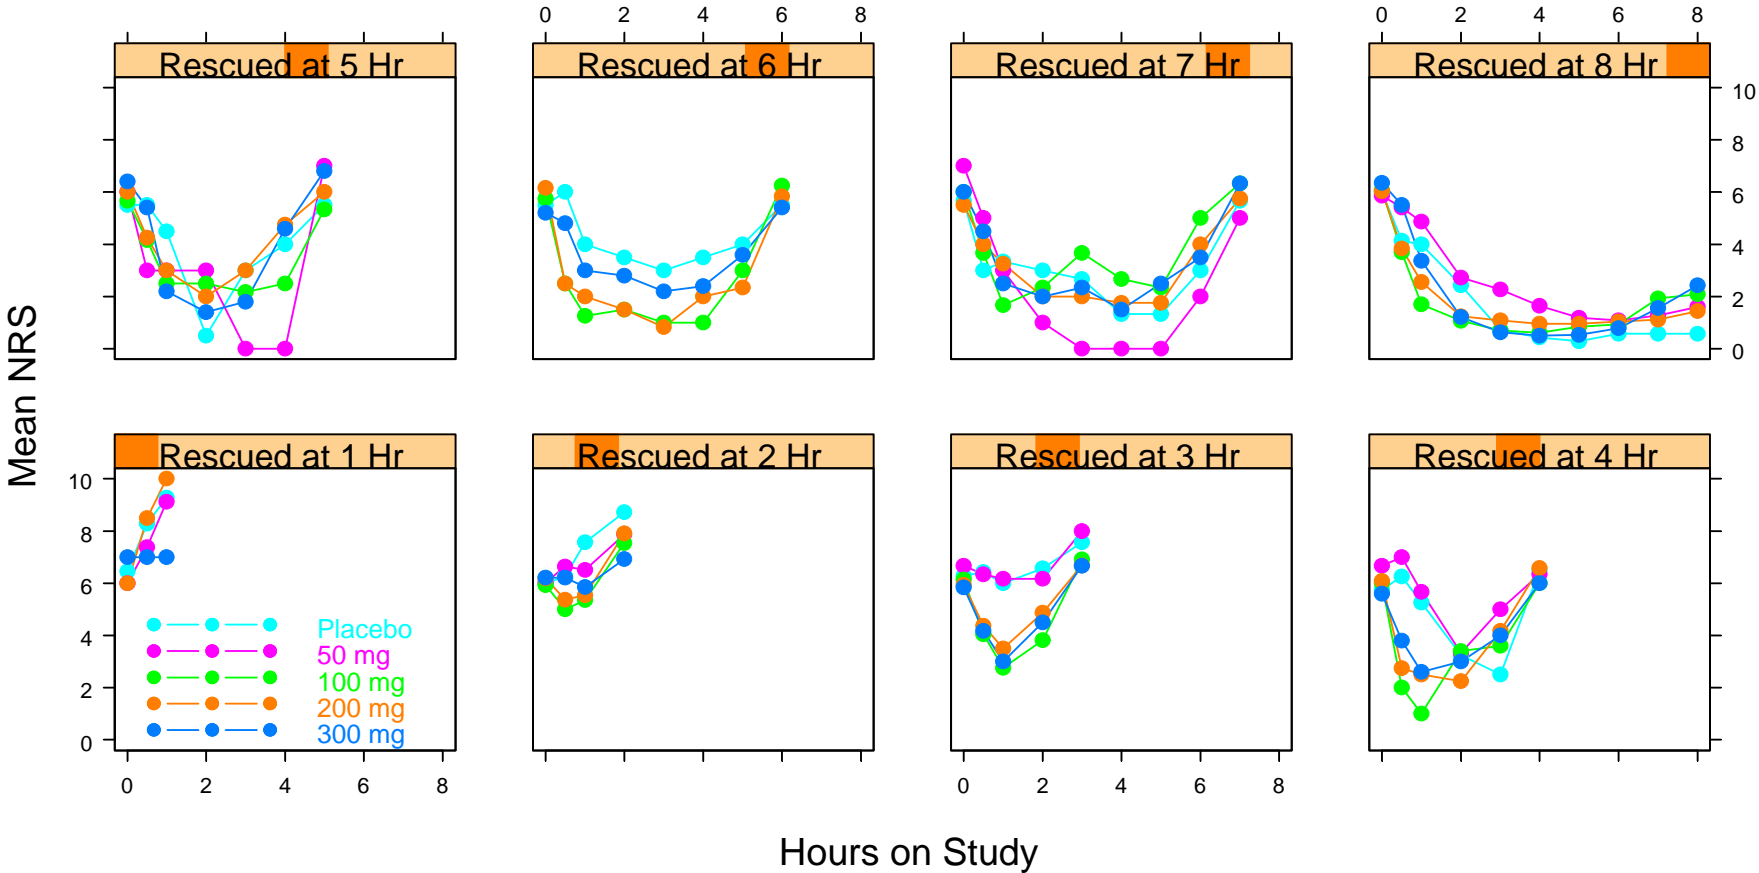 0 2 4 6 8
0 2 4 6 8
Rescued at 5 Hr
Rescued at 6 Hr
Rescued at 7 Hr
Rescued at 8 Hr
10
8
6
4
2
0
Mean NRS
Rescued at 1 Hr
Rescued at 2 Hr
Rescued at 3 Hr
Rescued at 4 Hr
10
8
6
4
2
0
Placebo
50 mg
100 mg
200 mg
300 mg
0 2 4 6 8
0 2 4 6 8
Hours on Study